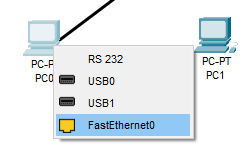 PC-P
PC0
RS 232
USB0
USB1
FastEthernet0
PC-PT
PC1